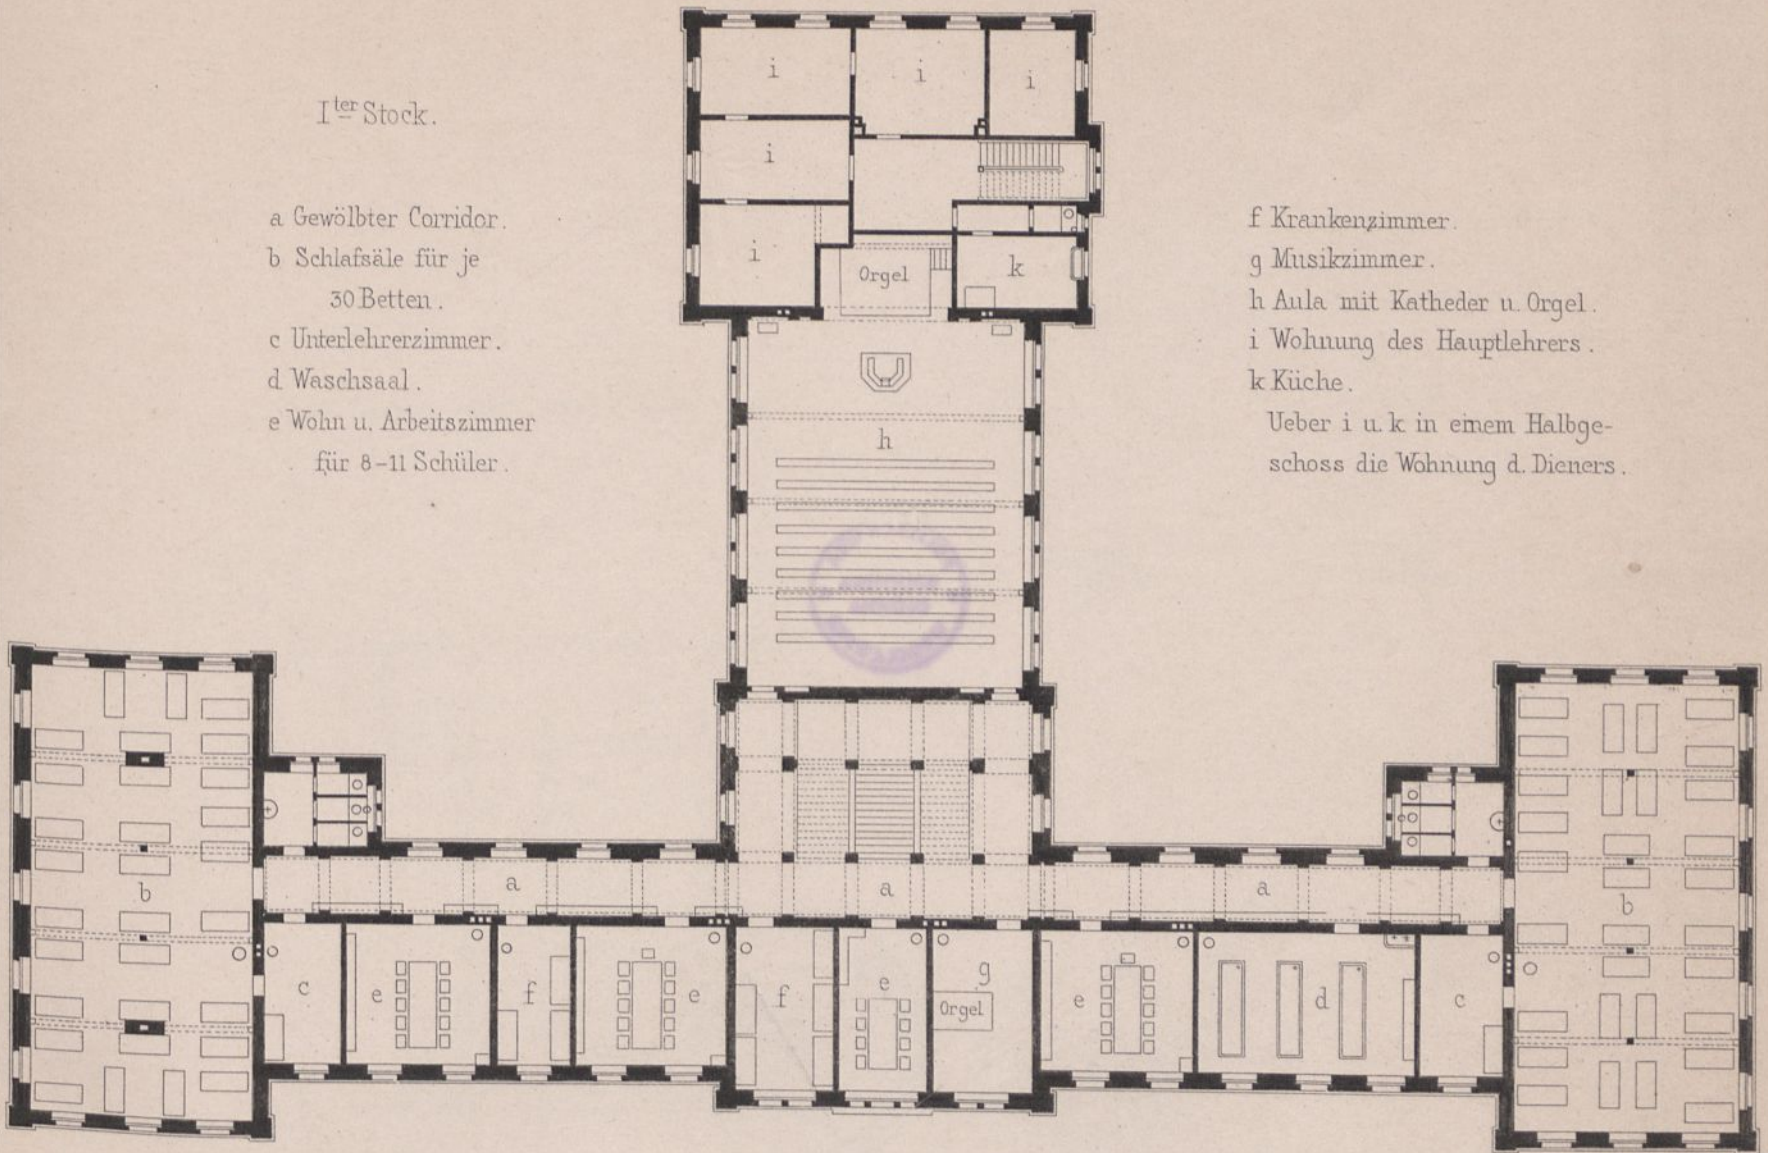 Iter Stock.
a Gewölbter Corridor.
b Schlafsäle für je
30 Betten.
c Unterlehrerzimmer.
d Waschsaal.
e Wohn u. Arbeitszimmer
für 8-11 Schüler.
f Krankenzimmer.
g Musikzimmer.
h Aula mit Katheder u. Orgel.
i Wohnung des Hauptlehrers.
k Küche.
Ueber i u. k in einem Halbge-
schoss die Wohnung d. Dieners.
i i i
i
i Orgel k
h
b a a a b
c e f e f e g e d c
Orgel